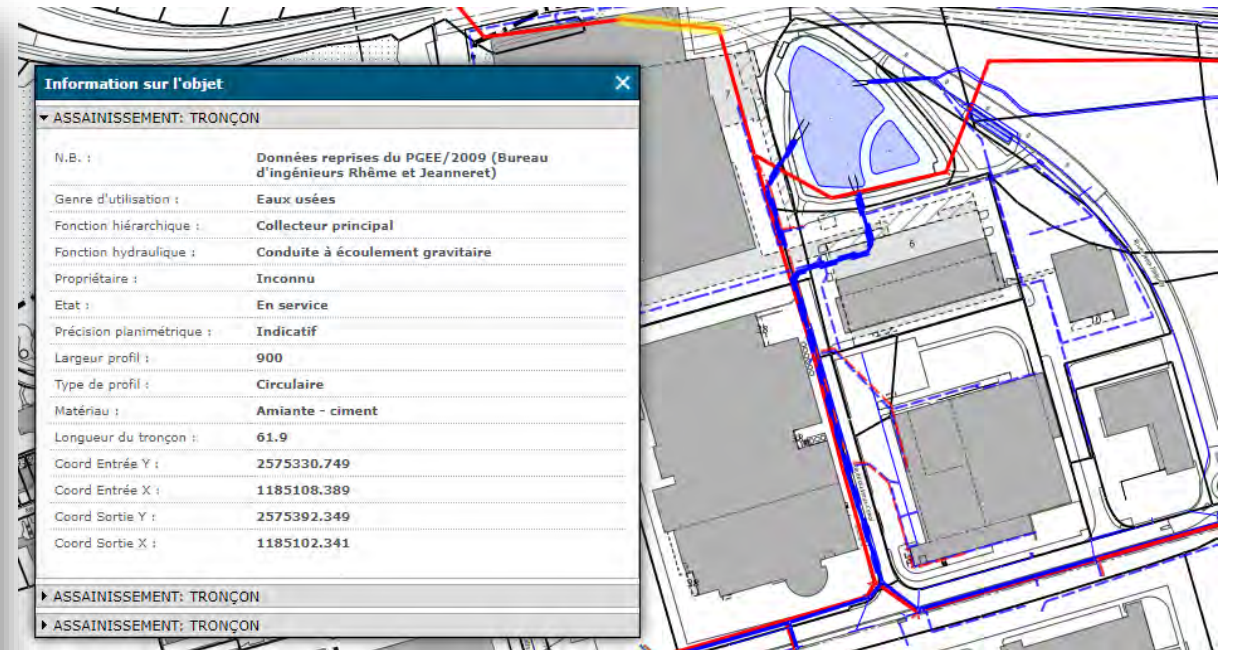 Information sur l'objet
ASSAINISSEMENT: TRONÇON
N.B. : Données reprises du PGEE/2009 (Bureau
d'ingénieurs Rhême et Jeanneret)
Genre d'utilisation : Eaux usées
Fonction hiérarchique : Collecteur principal
Fonction hydraulique : Conduite à écoulement gravitaire
Propriétaire : Inconnu
Etat : En service
Précision planimétrique : Indicatif
Largeur profil : 900
Type de profil : Circulaire
Matériau : Amiante - ciment
Longueur du tronçon : 61.9
Coord Entrée Y : 2575330.749
Coord Entrée X : 1185108.389
Coord Sortie Y : 2575392.349
Coord Sortie X : 1185102.341
ASSAINISSEMENT: TRONÇON
ASSAINISSEMENT: TRONÇON
7
6
10